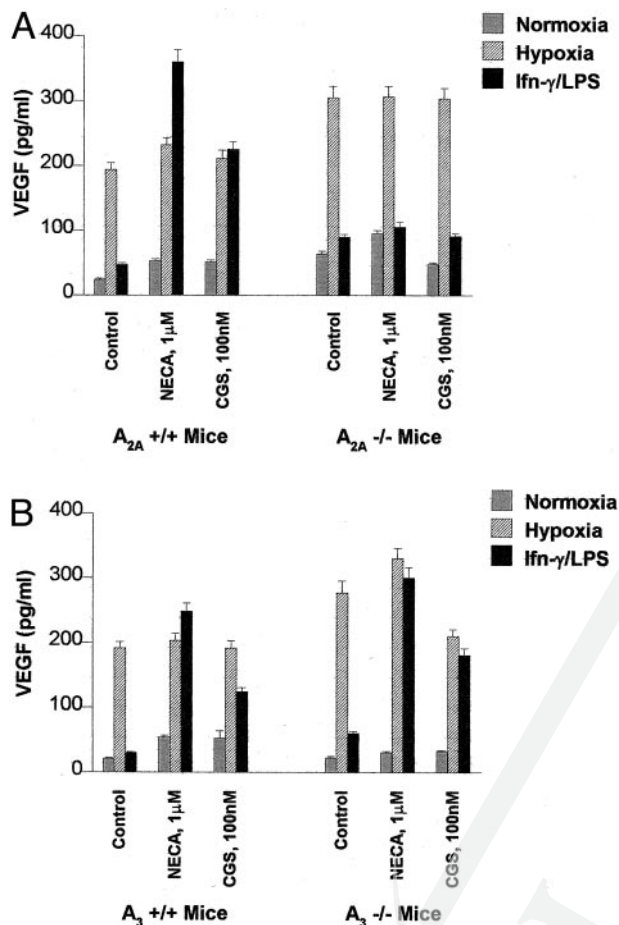 A
Normoxia
Hypoxia
Ifn-γ/LPS
VEGF (pg/ml)
400
300
200
100
0
Control
NECA, 1μM
CGS, 100nM
Control
NECA, 1μM
CGS, 100nM
A2A +/+ Mice
A2A -/- Mice
B
Normoxia
Hypoxia
Ifn-γ/LPS
VEGF (pg/ml)
400
300
200
100
0
Control
NECA, 1μM
CGS, 100nM
Control
NECA, 1μM
CGS, 100nM
A3 +/+ Mice
A3 -/- Mice